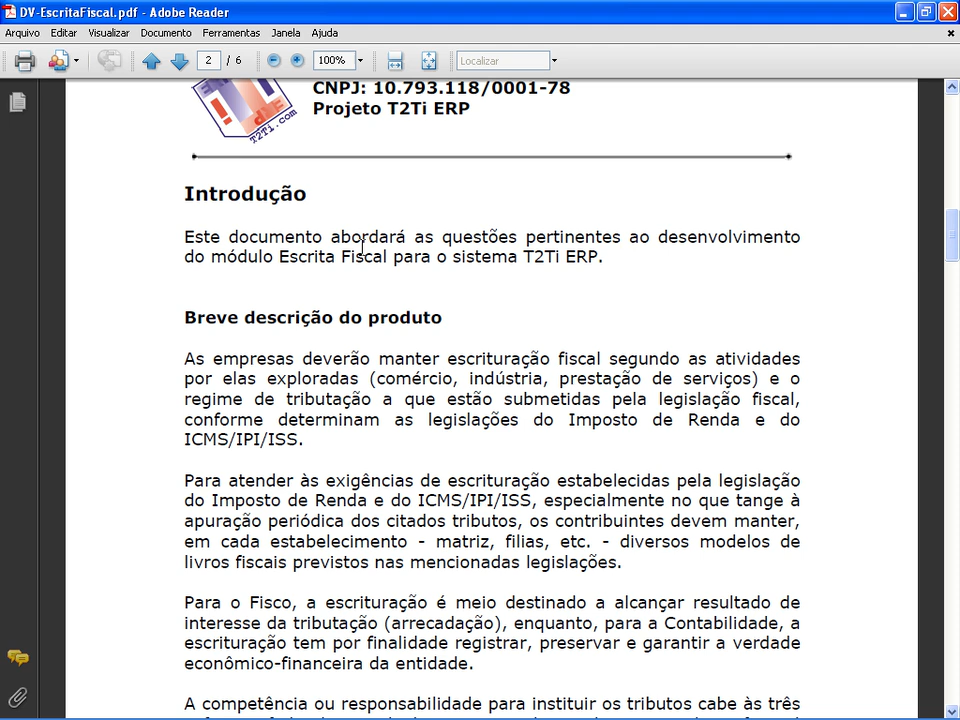 DV-EscritaFiscal.pdf - Adobe Reader
Arquivo Editar Visualizar Documento Ferramentas Janela Ajuda
2 / 6 100% Localizar
CNPJ: 10.793.118/0001-78
Projeto T2Ti ERP
T2Ti.com
Introdução
Este documento abordará as questões pertinentes ao desenvolvimento
do módulo Escrita Fiscal para o sistema T2Ti ERP.
Breve descrição do produto
As empresas deverão manter escrituração fiscal segundo as atividades
por elas exploradas (comércio, indústria, prestação de serviços) e o
regime de tributação a que estão submetidas pela legislação fiscal,
conforme determinam as legislações do Imposto de Renda e do
ICMS/IPI/ISS.
Para atender às exigências de escrituração estabelecidas pela legislação
do Imposto de Renda e do ICMS/IPI/ISS, especialmente no que tange à
apuração periódica dos citados tributos, os contribuintes devem manter,
em cada estabelecimento - matriz, filias, etc. - diversos modelos de
livros fiscais previstos nas mencionadas legislações.
Para o Fisco, a escrituração é meio destinado a alcançar resultado de
interesse da tributação (arrecadação), enquanto, para a Contabilidade, a
escrituração tem por finalidade registrar, preservar e garantir a verdade
econômico-financeira da entidade.
A competência ou responsabilidade para instituir os tributos cabe às três